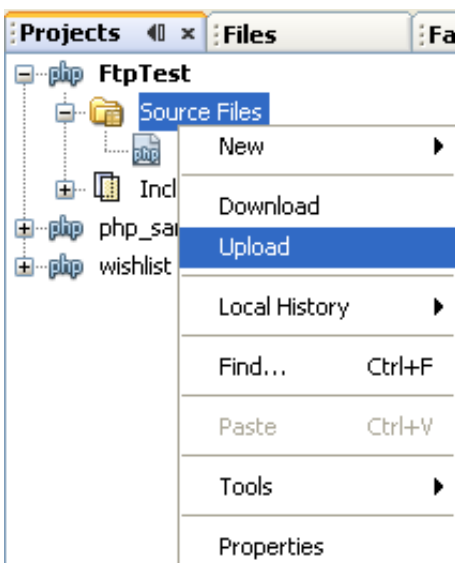 Projects
Files
Fa
php FtpTest
Source Files
php
New
Incl
Download
php php_sa
Upload
php wishlist
Local History
Find... Ctrl+F
Paste Ctrl+V
Tools
Properties